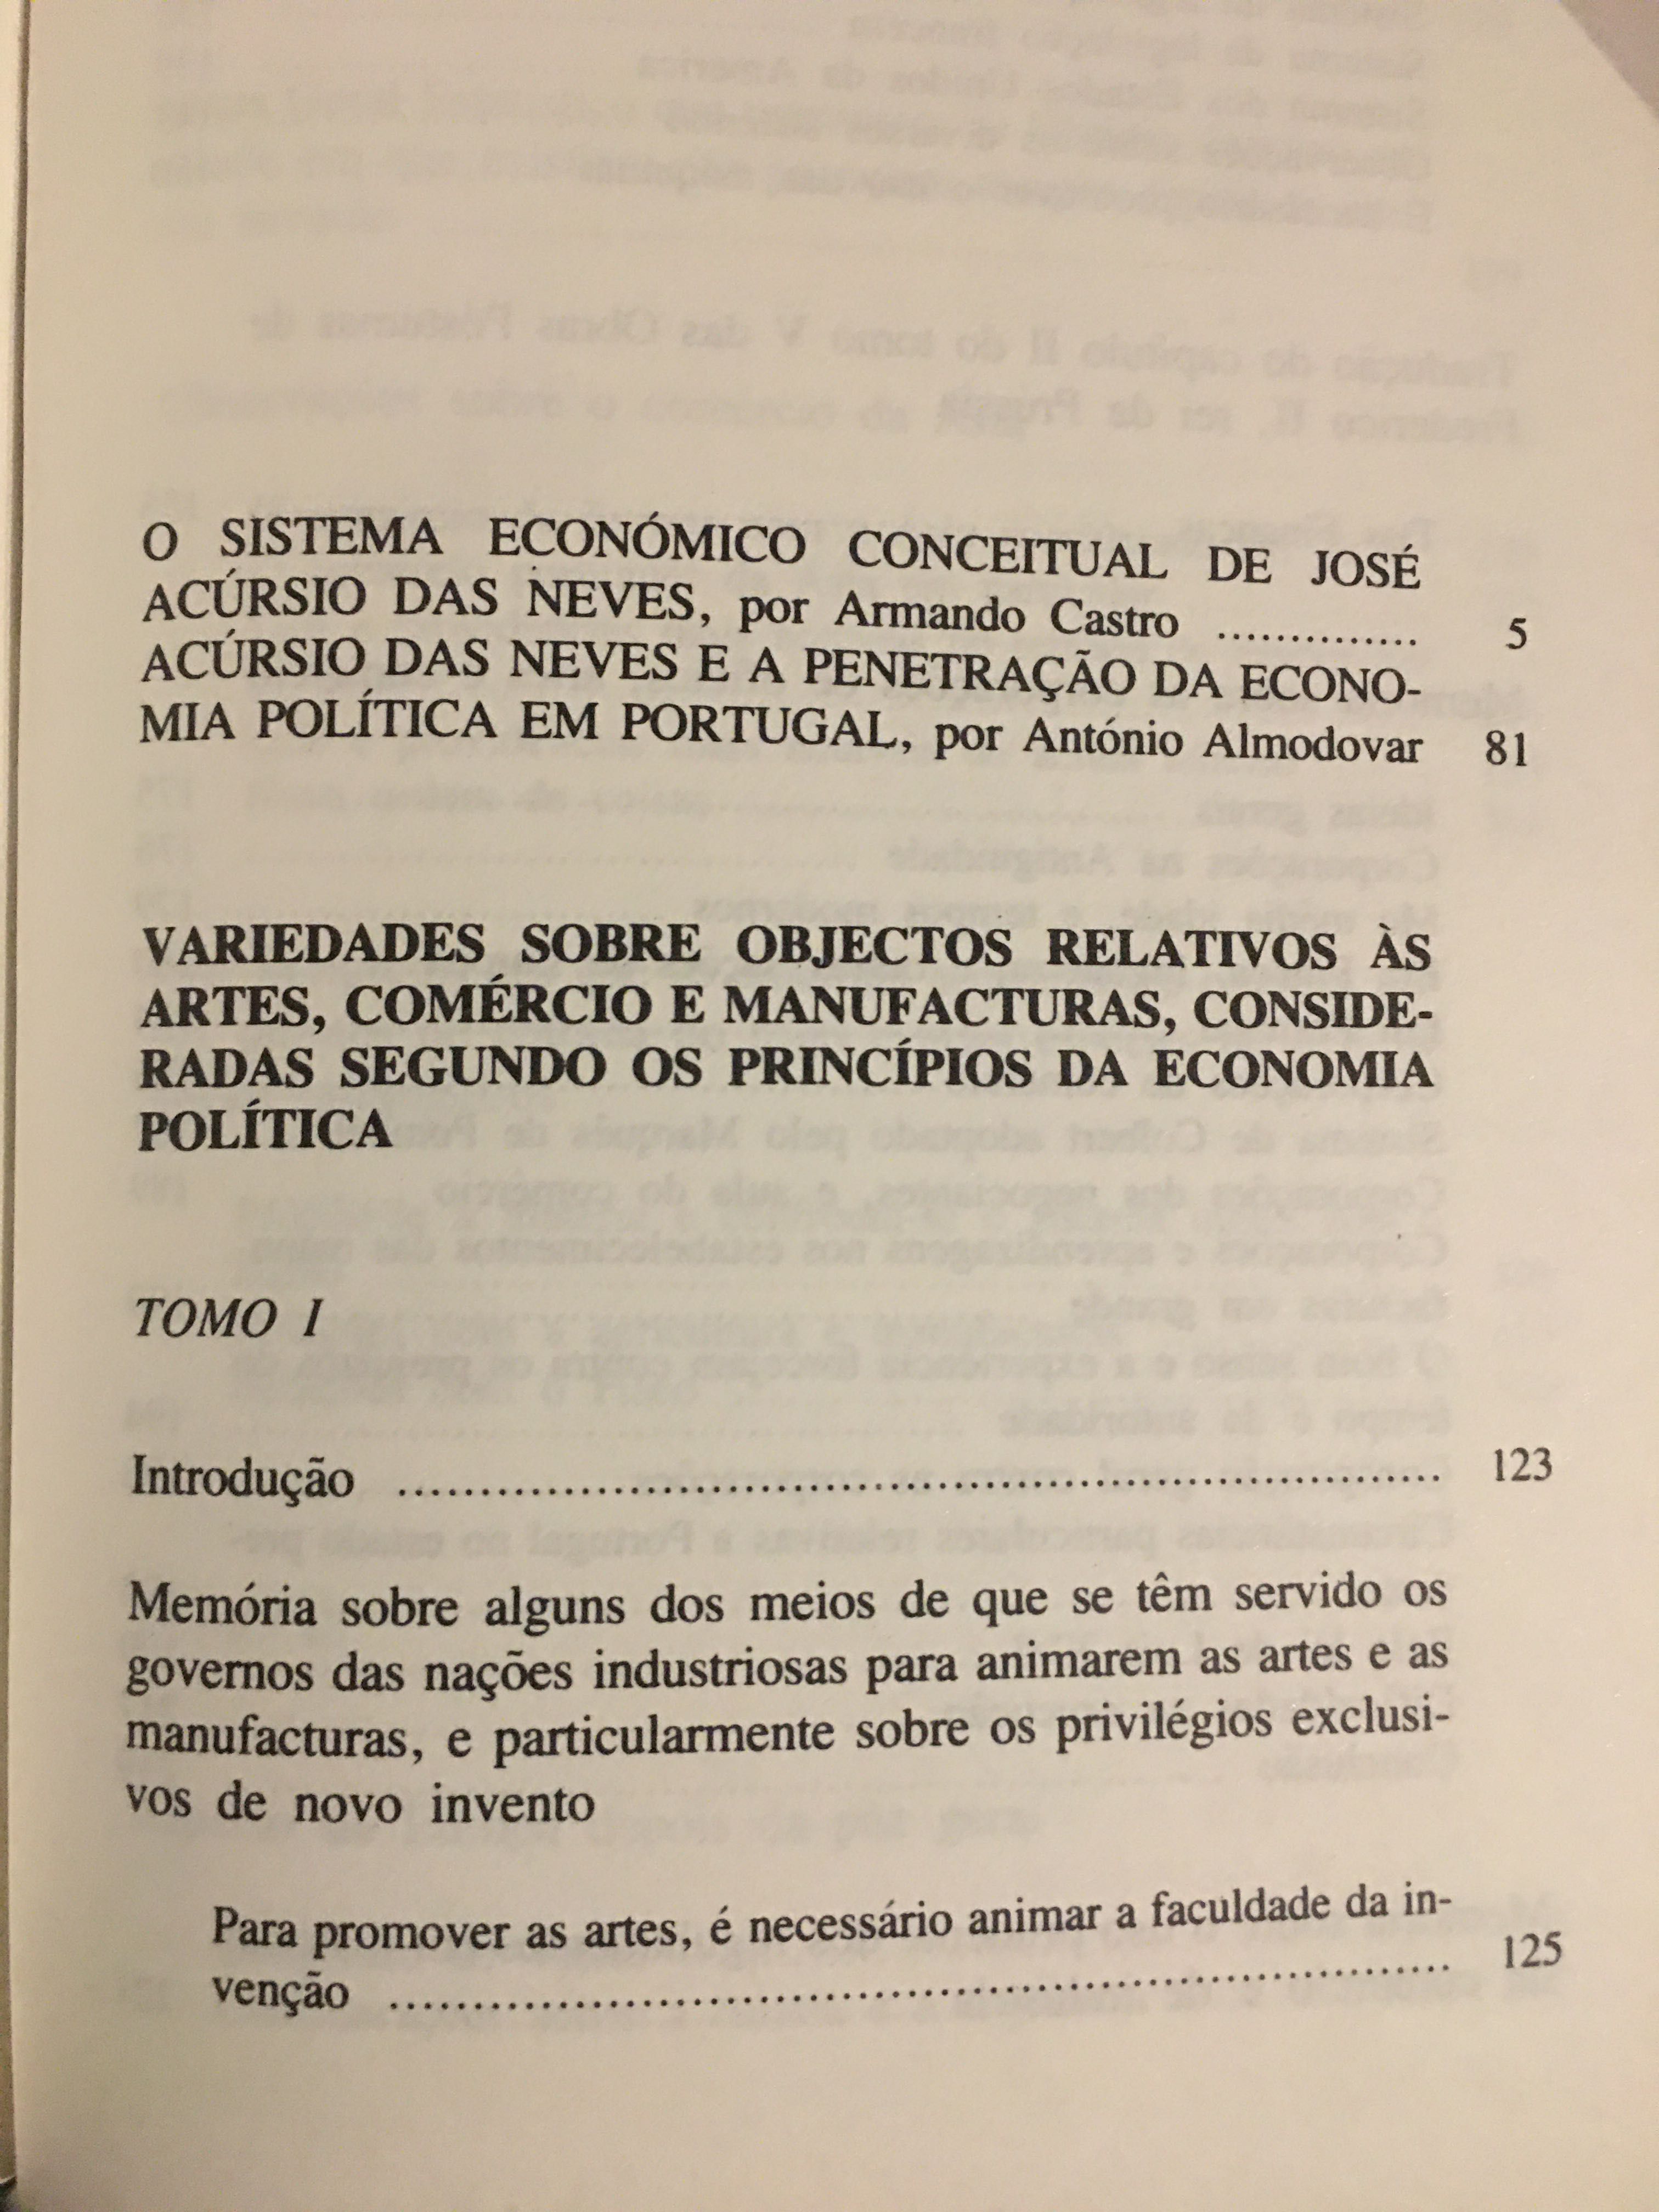 O SISTEMA ECONÓMICO CONCEITUAL DE JOSÉ
ACÚRSIO DAS NEVES, por Armando Castro .............. 5
ACÚRSIO DAS NEVES E A PENETRAÇÃO DA ECONO-
MIA POLÍTICA EM PORTUGAL, por António Almodovar 81
VARIEDADES SOBRE OBJECTOS RELATIVOS ÀS
ARTES, COMÉRCIO E MANUFACTURAS, CONSIDE-
RADAS SEGUNDO OS PRINCÍPIOS DA ECONOMIA
POLÍTICA
TOMO I
Introdução ................................................................ 123
Memória sobre alguns dos meios de que se têm servido os
governos das nações industriosas para animarem as artes e as
manufacturas, e particularmente sobre os privilégios exclusi-
vos de novo invento
Para promover as artes, é necessário animar a faculdade da in-
venção ................................................................ 125